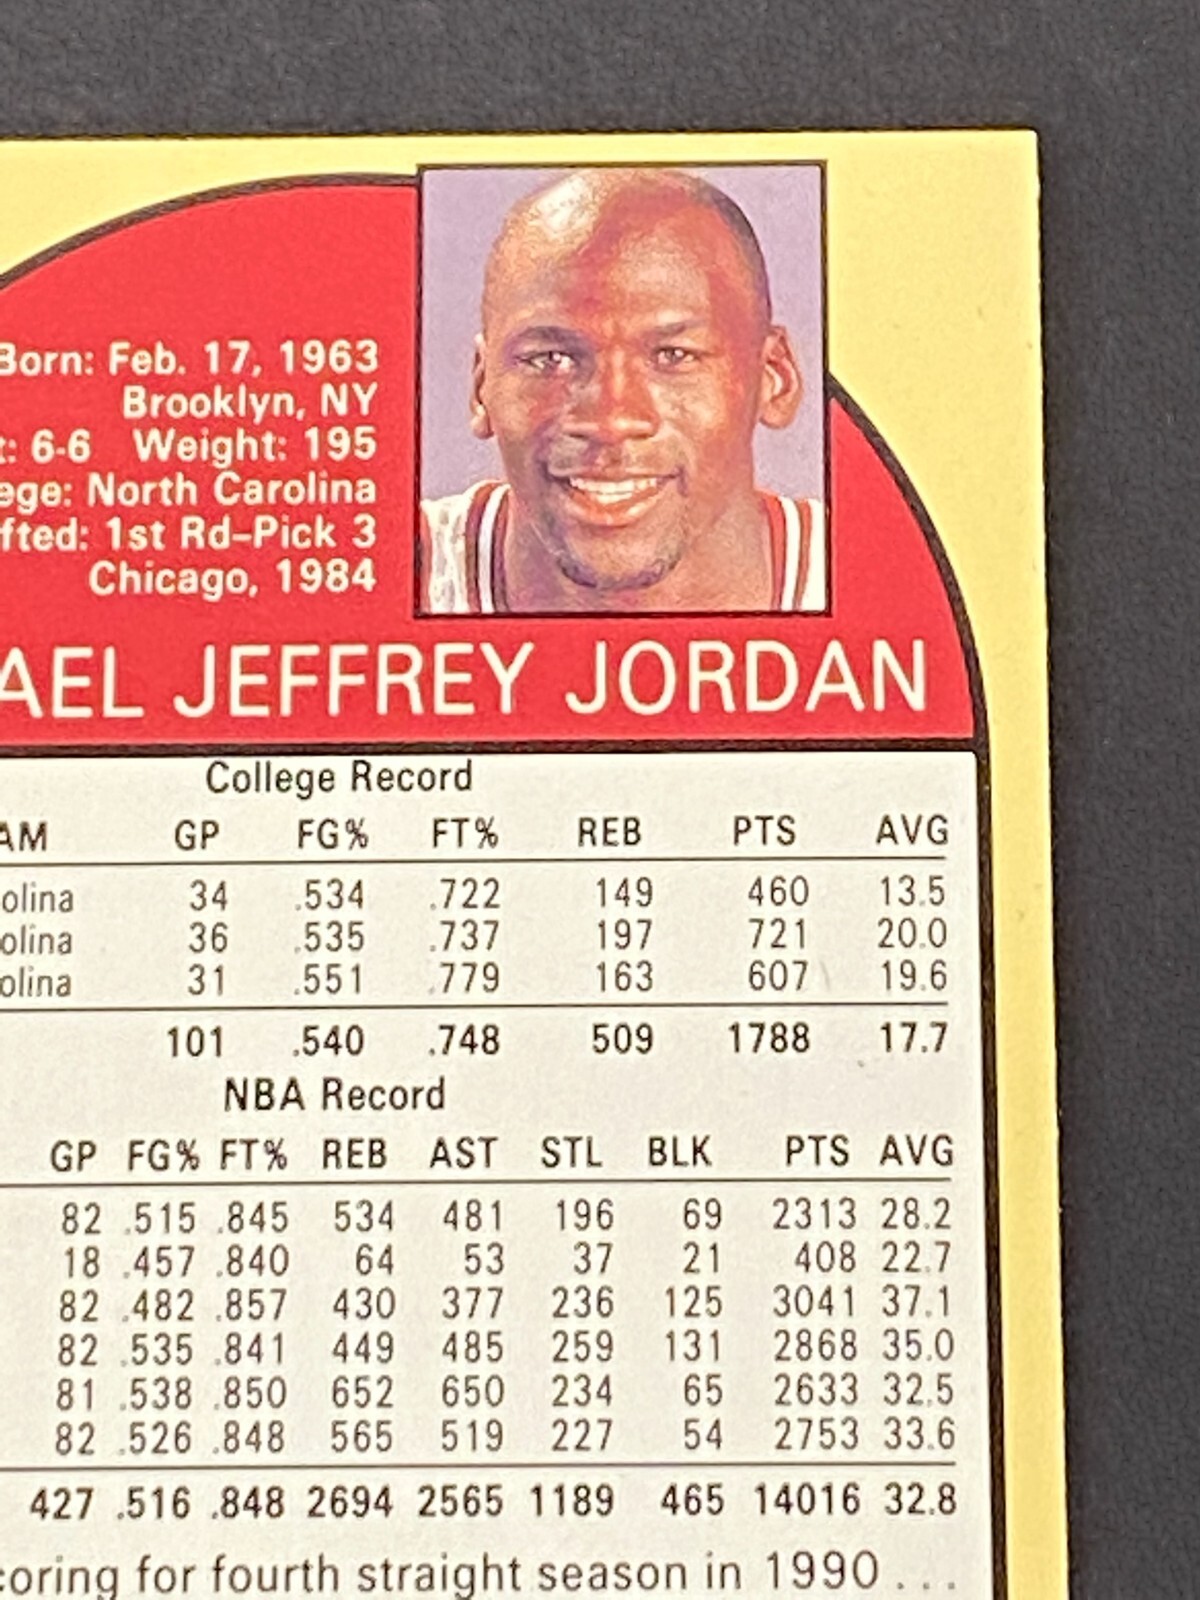 Born: Feb. 17, 1963
Brooklyn, NY
t: 6-6 Weight: 195
ege: North Carolina
fted: 1st Rd–Pick 3
Chicago, 1984
AEL JEFFREY JORDAN
College Record
AM GP FG% FT% REB PTS AVG
olina 34 .534 .722 149 460 13.5
olina 36 .535 .737 197 721 20.0
olina 31 .551 .779 163 607 19.6
101 .540 .748 509 1788 17.7
NBA Record
GP FG% FT% REB AST STL BLK PTS AVG
82 .515 .845 534 481 196 69 2313 28.2
18 .457 .840 64 53 37 21 408 22.7
82 .482 .857 430 377 236 125 3041 37.1
82 .535 .841 449 485 259 131 2868 35.0
81 .538 .850 652 650 234 65 2633 32.5
82 .526 .848 565 519 227 54 2753 33.6
427 .516 .848 2694 2565 1189 465 14016 32.8
coring for fourth straight season in 1990 . . .